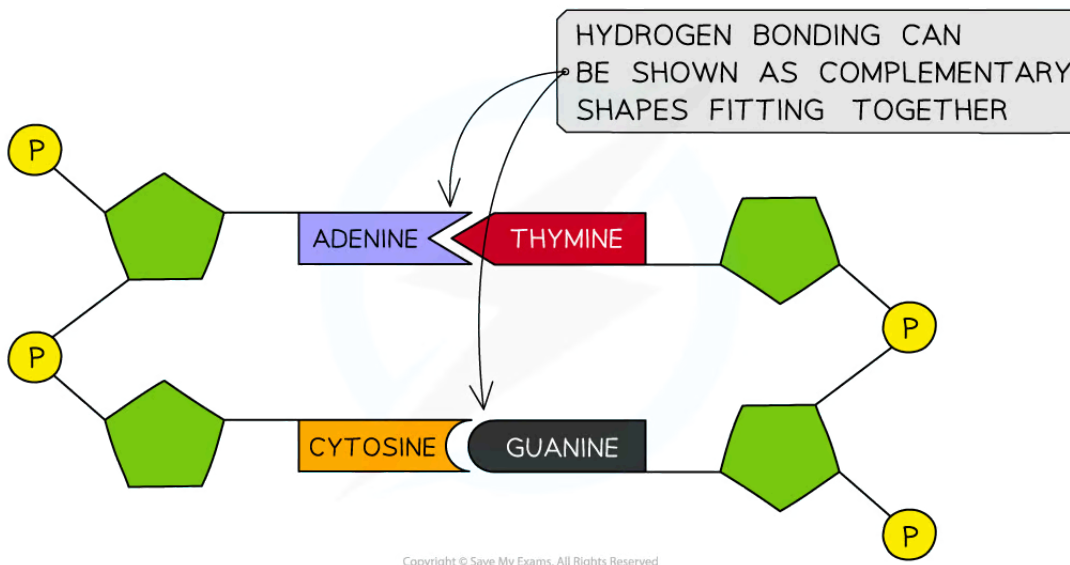 HYDROGEN BONDING CAN
BE SHOWN AS COMPLEMENTARY
SHAPES FITTING TOGETHER
P
ADENINE
THYMINE
P
P
CYTOSINE
GUANINE
P
Copyright © Save My Exams. All Rights Reserved